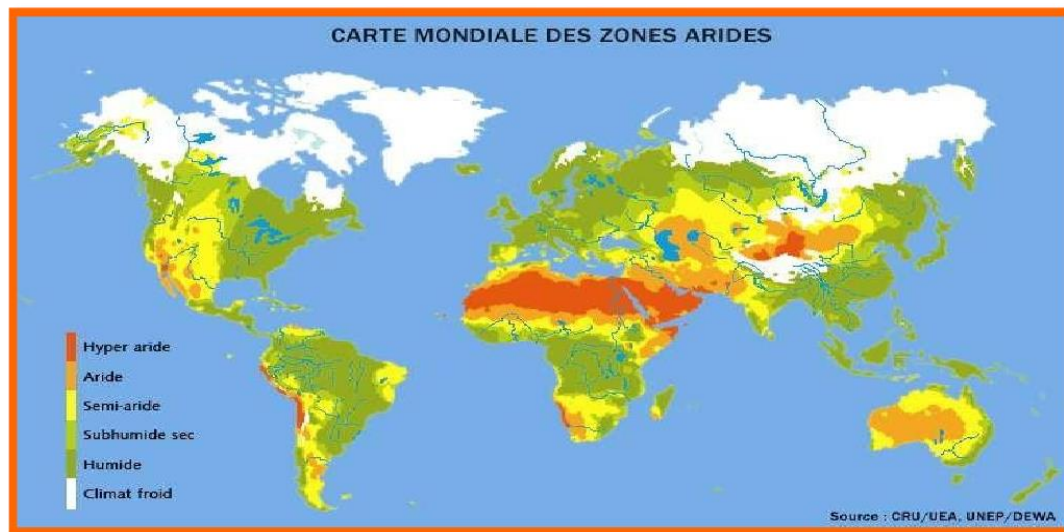 CARTE MONDIALE DES ZONES ARIDES
Hyper aride
Aride
Semi-aride
Subhumide sec
Humide
Climat froid
Source : CRU/UEA, UNEP/DEWA